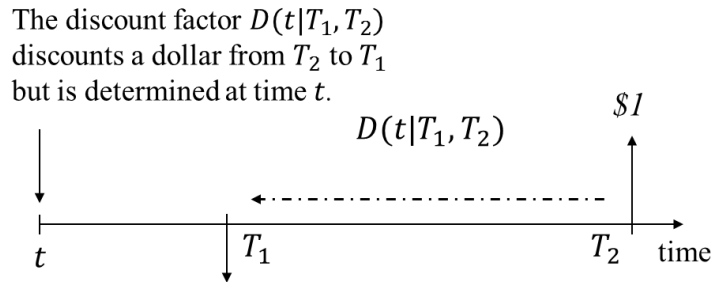 The discount factor D(t|T₁, T₂)
discounts a dollar from T₂ to T₁
but is determined at time t.
$1
D(t|T₁, T₂)
t
T₁
T₂
time